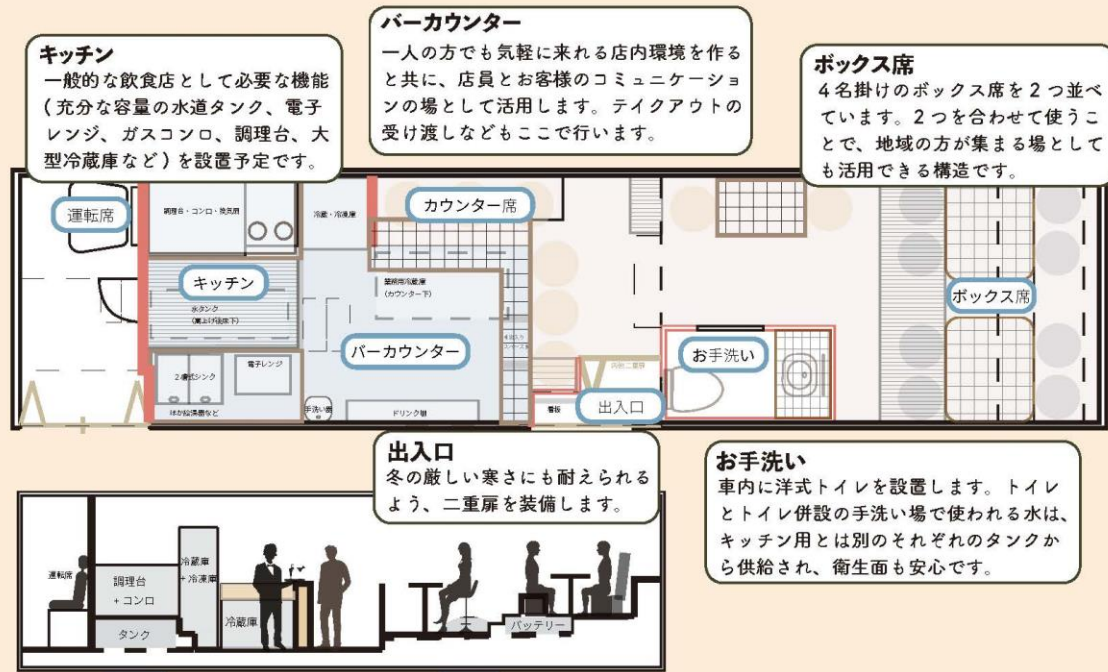 キッチン
一般的な飲食店として必要な機能
(充分な容量の水道タンク、電子
レンジ、ガスコンロ、調理台、大
型冷蔵庫など)を設置予定です。
バーカウンター
一人の方でも気軽に来れる店内環境を作る
と共に、店員とお客様のコミュニケーション
の場として活用します。テイクアウトの
受け渡しなどもここで行います。
ボックス席
4名掛けのボックス席を2つ並べ
ています。2つを合わせて使うこ
とで、地域の方が集まる場として
も活用できる構造です。
運転席
調理台・コンロ・換気扇
冷蔵・冷凍庫
カウンター席
キッチン
水タンク
(嵩上げ後床下)
業務用冷蔵庫
(カウンター下)
バーカウンター
2槽式シンク
電子レンジ
ほか給湯器など
手洗い器
ドリンク棚
看板
出入口
お手洗い
ボックス席
出入口
冬の厳しい寒さにも耐えられる
よう、二重扉を装備します。
お手洗い
車内に洋式トイレを設置します。トイレ
とトイレ併設の手洗い場で使われる水は、
キッチン用とは別のそれぞれのタンクか
ら供給され、衛生面も安心です。
運転席
調理台
+コンロ
タンク
冷蔵庫
+冷凍庫
冷蔵庫
バッテリー